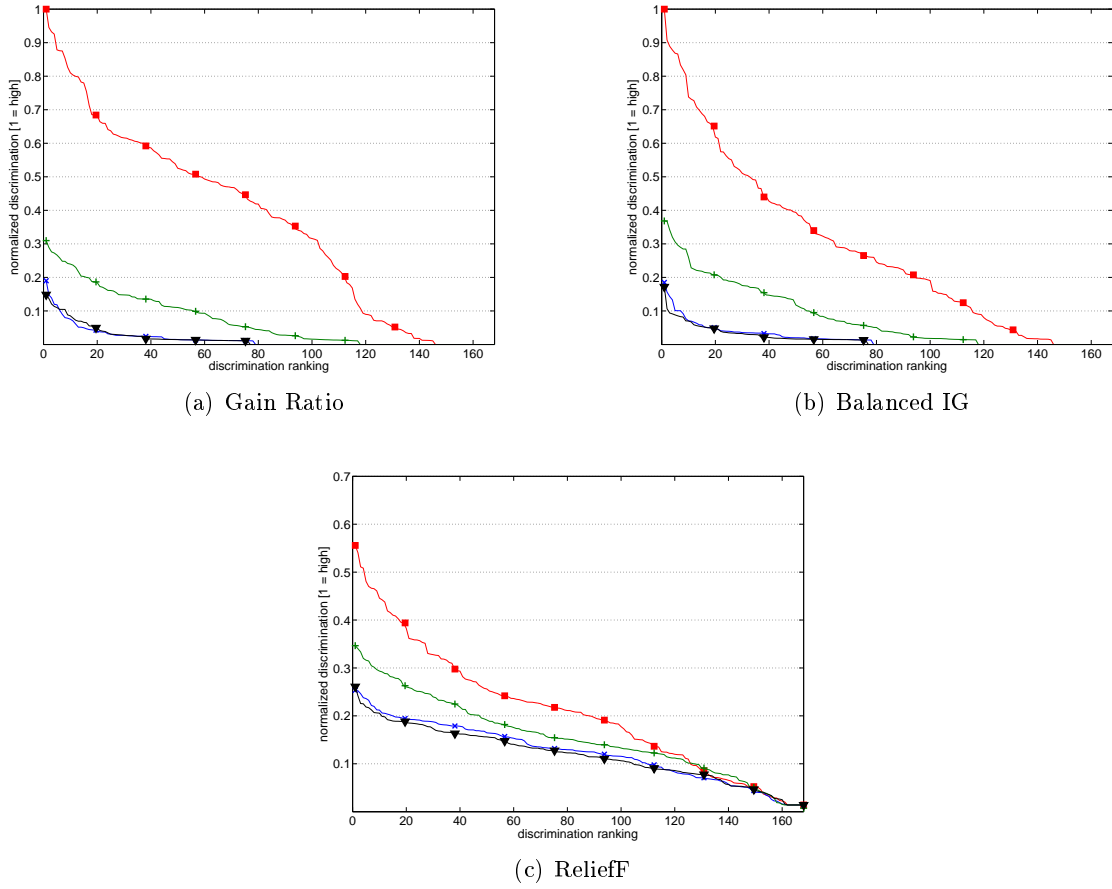 1
0.9
0.8
0.7
0.6
0.5
0.4
0.3
0.2
0.1
normalized discrimination [1 = high]
0 20 40 60 80 100 120 140 160
discrimination ranking
(a) Gain Ratio
1
0.9
0.8
0.7
0.6
0.5
0.4
0.3
0.2
0.1
normalized discrimination [1 = high]
0 20 40 60 80 100 120 140 160
discrimination ranking
(b) Balanced IG
0.7
0.6
0.5
0.4
0.3
0.2
0.1
normalized discrimination [1 = high]
0 20 40 60 80 100 120 140 160
discrimination ranking
(c) ReliefF